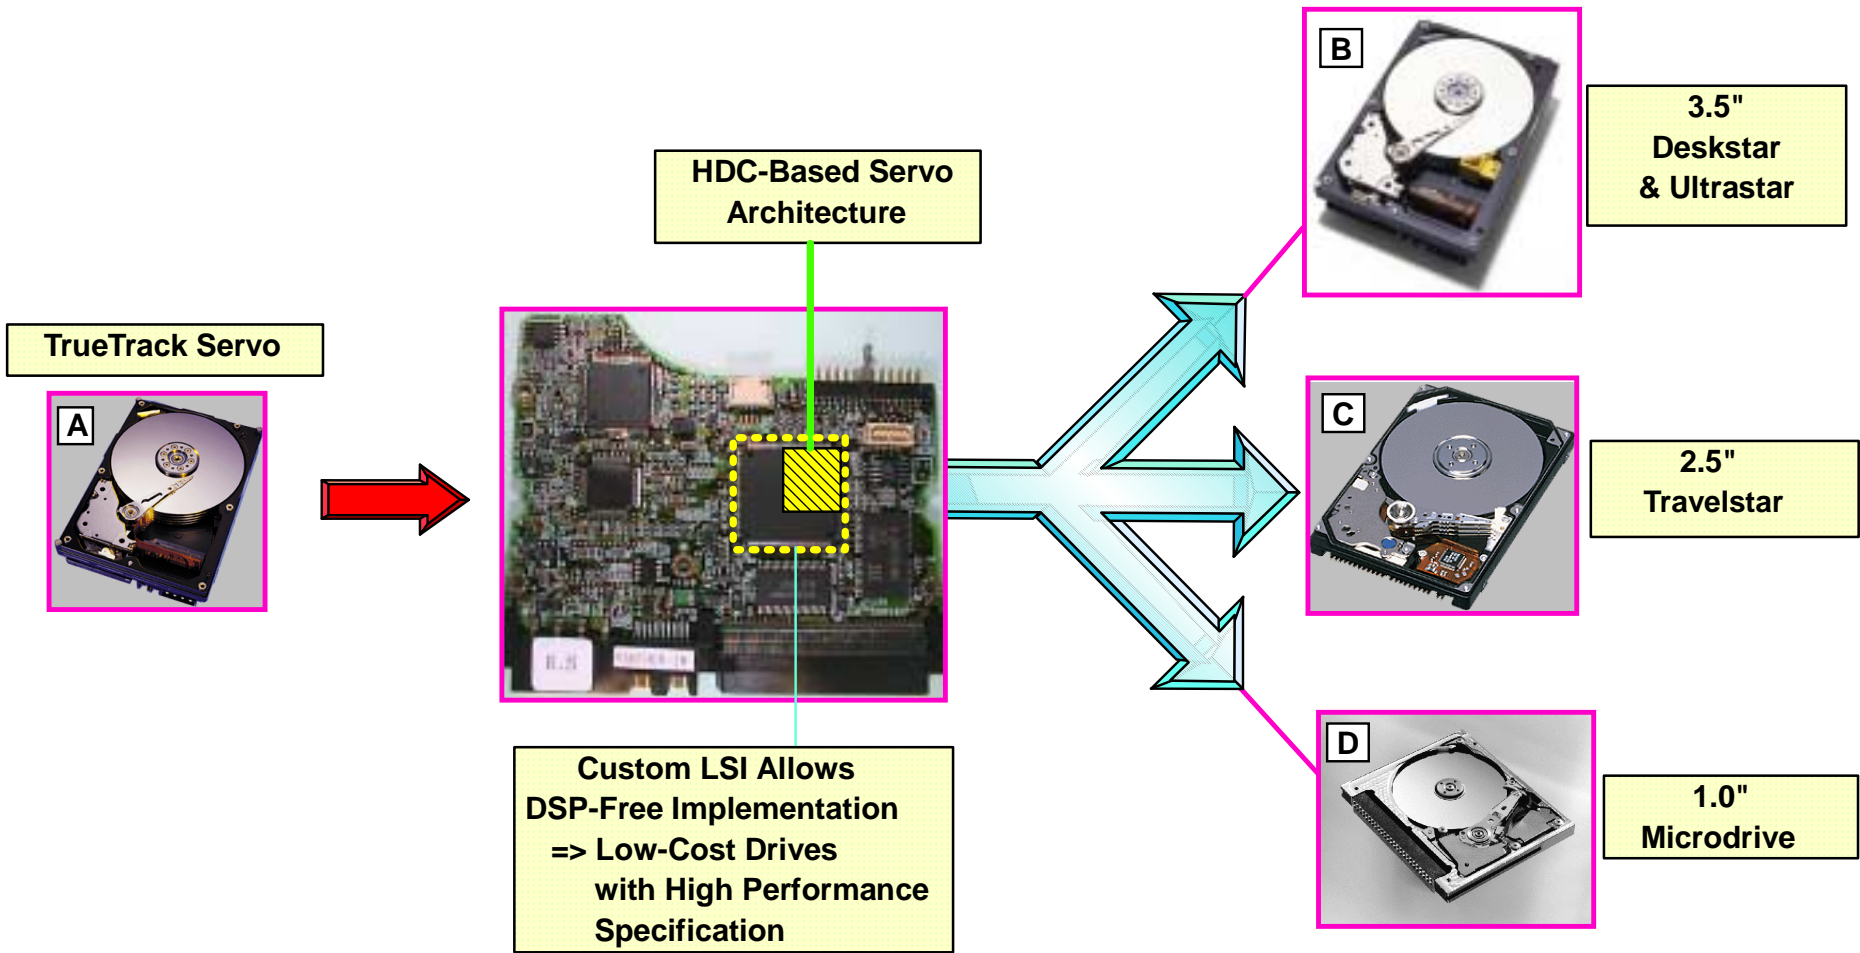 TrueTrack Servo
A
HDC-Based Servo
Architecture
Custom LSI Allows
DSP-Free Implementation
=> Low-Cost Drives
with High Performance
Specification
B
3.5"
Deskstar
& Ultrastar
C
2.5"
Travelstar
D
1.0"
Microdrive